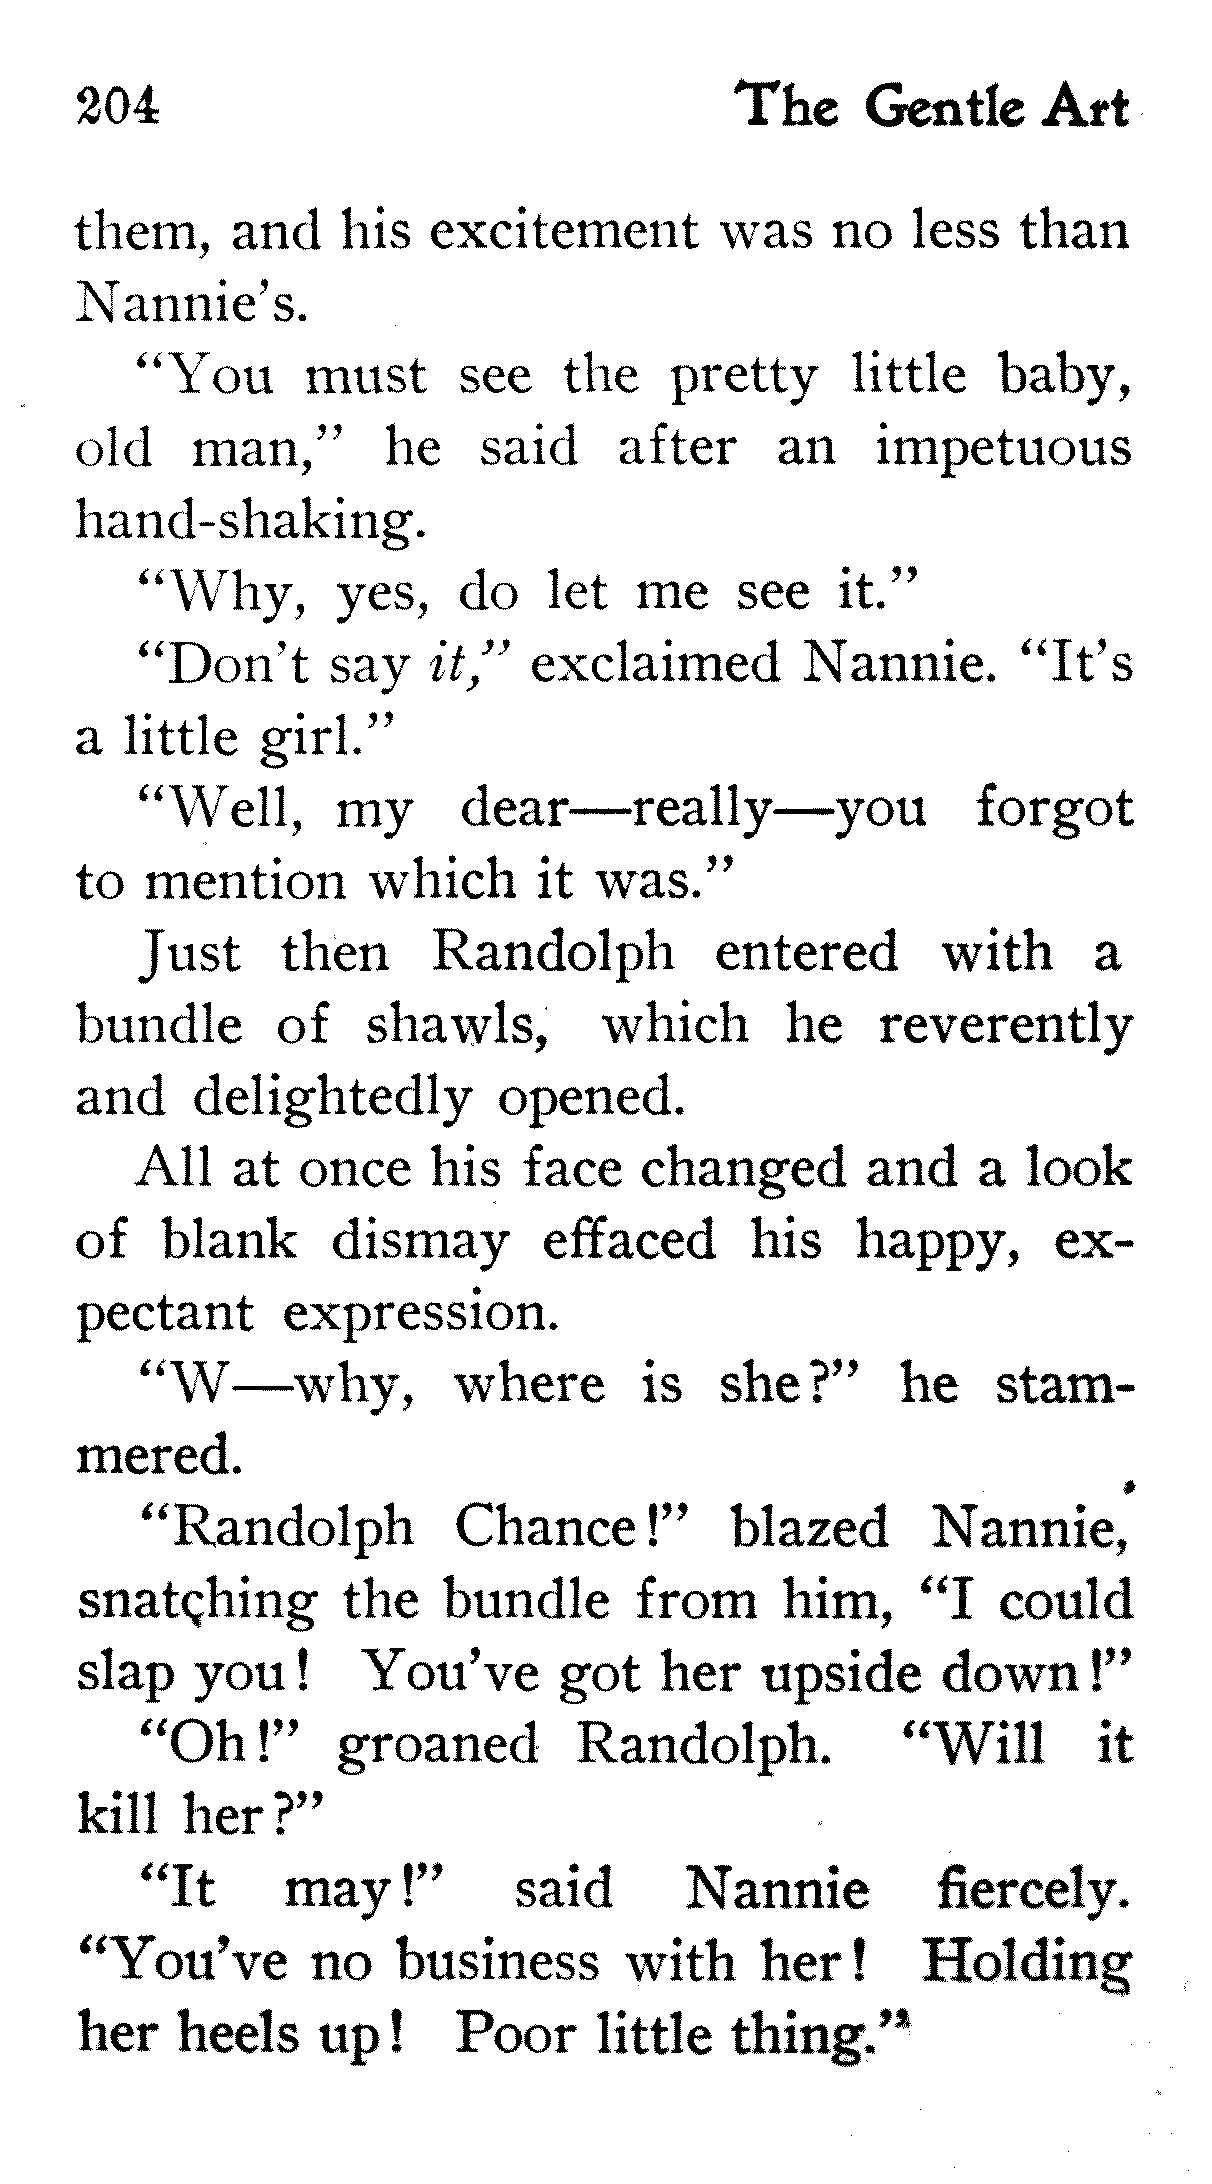 204 The Gentle Art
them, and his excitement was no less than
Nannie's.
"You must see the pretty little baby,
old man," he said after an impetuous
hand-shaking.
"Why, yes, do let me see it."
"Don't say it," exclaimed Nannie. "It's
a little girl."
"Well, my dear—really—you forgot
to mention which it was."
Just then Randolph entered with a
bundle of shawls, which he reverently
and delightedly opened.
All at once his face changed and a look
of blank dismay effaced his happy, ex-
pectant expression.
"W—why, where is she?" he stam-
mered.
"Randolph Chance!" blazed Nannie,
snatching the bundle from him, "I could
slap you! You've got her upside down!"
"Oh!" groaned Randolph. "Will it
kill her?"
"It may!" said Nannie fiercely.
"You've no business with her! Holding
her heels up! Poor little thing."